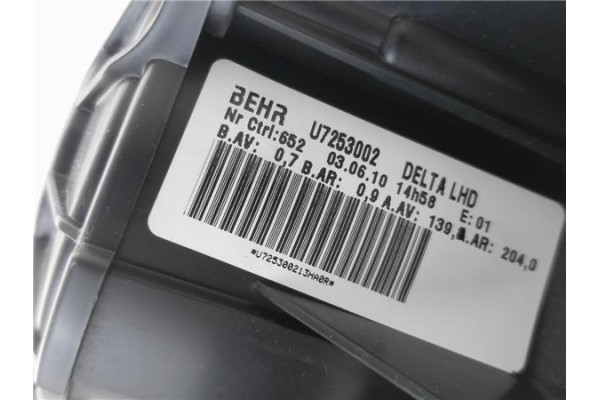 BEHR U7253002 DELTA LHD
Nr Ctrl:652 03.06.10 14h58 E:01
B.AV: 0,7 B.AR: 0,9 A.AV: 139, .AR: 204,0
*U725300213MA0R*